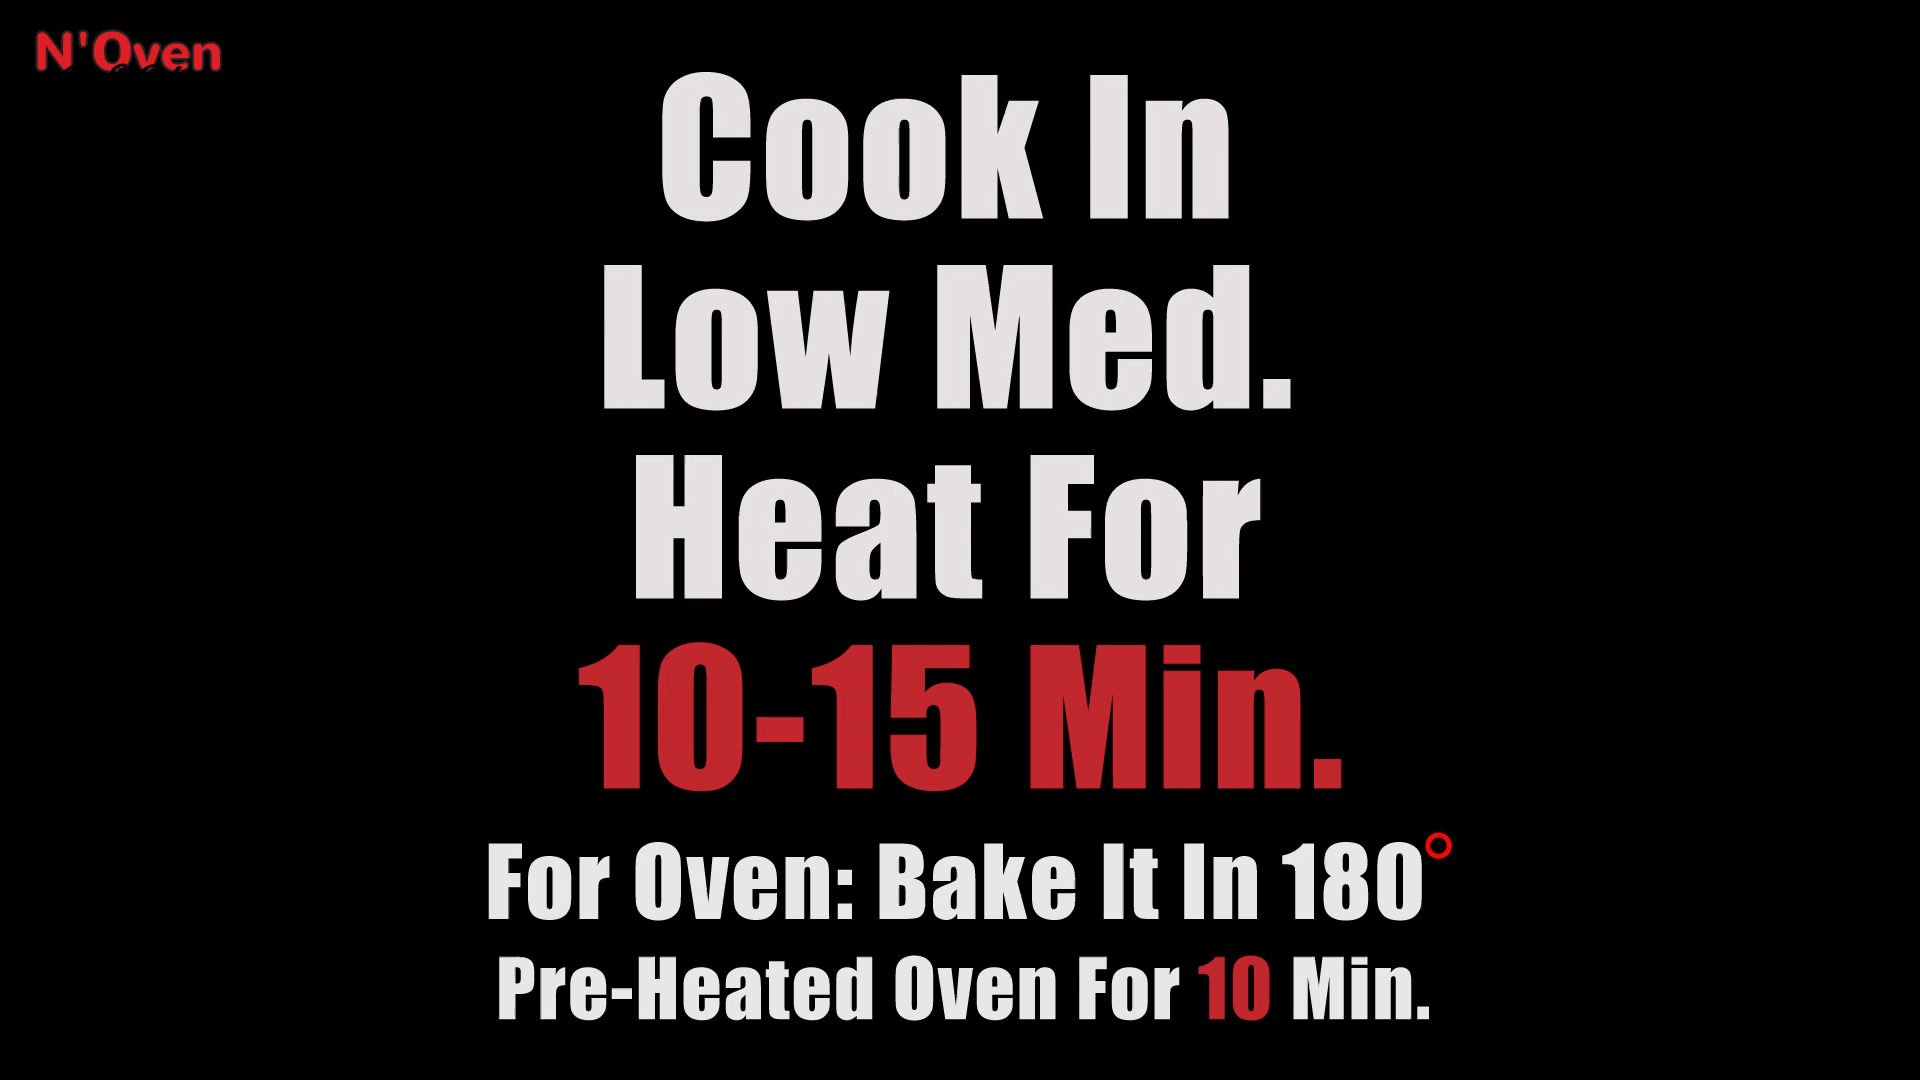 N'Oven
Cook In
Low Med.
Heat For
10-15 Min.
For Oven: Bake It In 180°
Pre-Heated Oven For 10 Min.